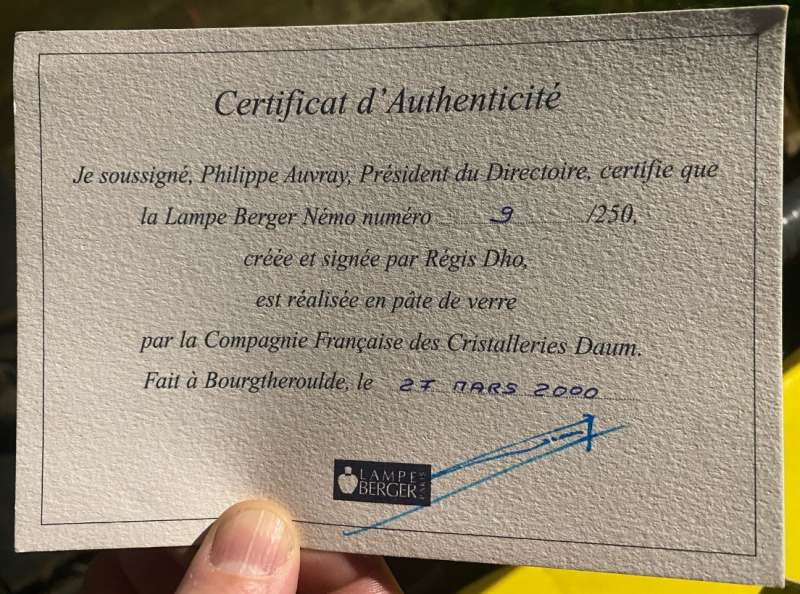 Certificat d'Authenticité
Je soussigné, Philippe Auvray, Président du Directoire, certifie que
la Lampe Berger Némo numéro 9 /250,
créée et signée par Régis Dho,
est réalisée en pâte de verre
par la Compagnie Française des Cristalleries Daum.
Fait à Bourgtheroulde, le 27 MARS 2000
LAMPE
BERGER
PARIS